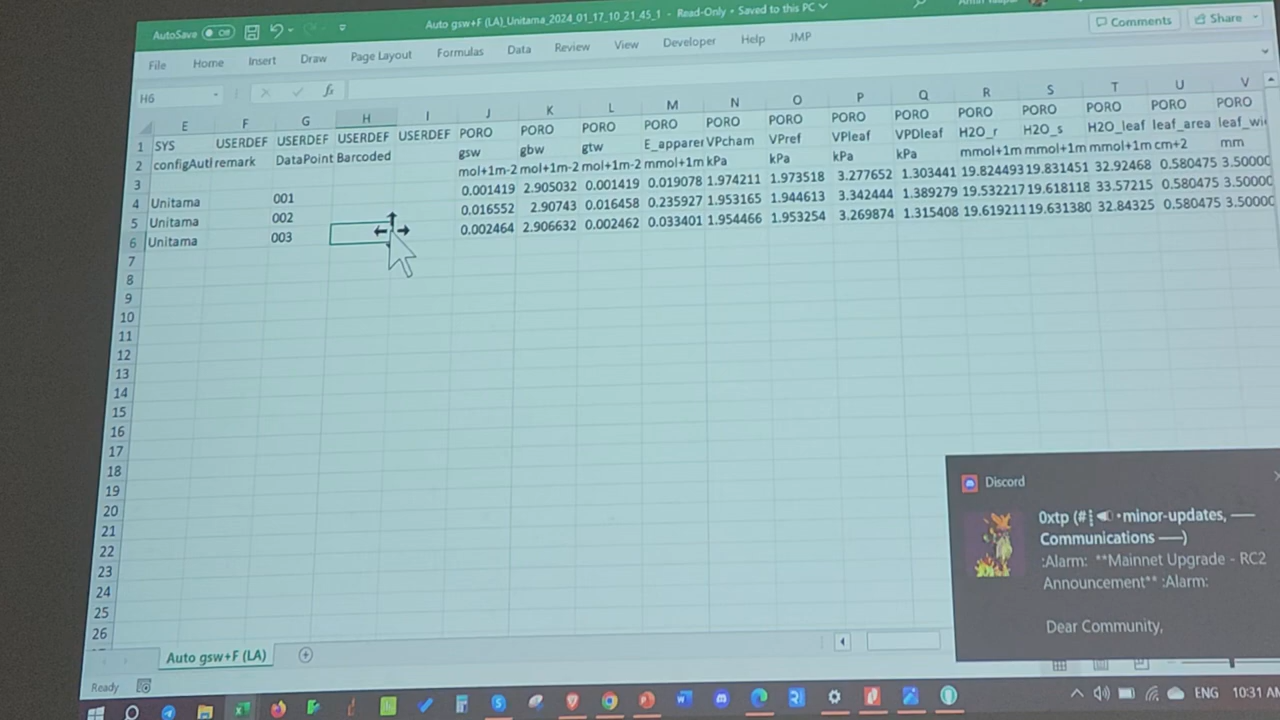 AutoSave Off Auto gsw+F (LA)_Unitama_2024_01_17_10_21_45_1 - Read-Only • Saved to this PC
File Home Insert Draw Page Layout Formulas Data Review View Developer Help JMP Comments Share
H6 fx
E F G H I J K L M N O P Q R S T U V
1 SYS USERDEF USERDEF USERDEF USERDEF PORO PORO PORO PORO PORO PORO PORO PORO PORO PORO PORO PORO PORO
2 configAutl remark DataPoint Barcoded gsw gbw gtw E_apparer VPcham VPref VPleaf VPDleaf H2O_r H2O_s H2O_leaf leaf_area leaf_wi
3 mol+1m-2 mol+1m-2 mol+1m-2 mmol+1m kPa kPa kPa kPa mmol+1m mmol+1m mmol+1m cm+2 mm
4 Unitama 001 0.001419 2.905032 0.001419 0.019078 1.974211 1.973518 3.277652 1.303441 19.824493 19.831451 32.92468 0.580475 3.50000
5 Unitama 002 0.016552 2.90743 0.016458 0.235927 1.953165 1.944613 3.342444 1.389279 19.532217 19.618118 33.57215 0.580475 3.50000
6 Unitama 003 0.002464 2.906632 0.002462 0.033401 1.954466 1.953254 3.269874 1.315408 19.619211 19.631380 32.84325 0.580475 3.50000
7
8
9
10
11
12
13
14
15
16
17
18
19
20
21
22
23
24
25
26
Discord
0xtp (#┊📢•minor-updates, —
Communications —)
:Alarm: **Mainnet Upgrade - RC2
Announcement** :Alarm:
Dear Community,
Auto gsw+F (LA)
Ready
ENG 10:31 AM